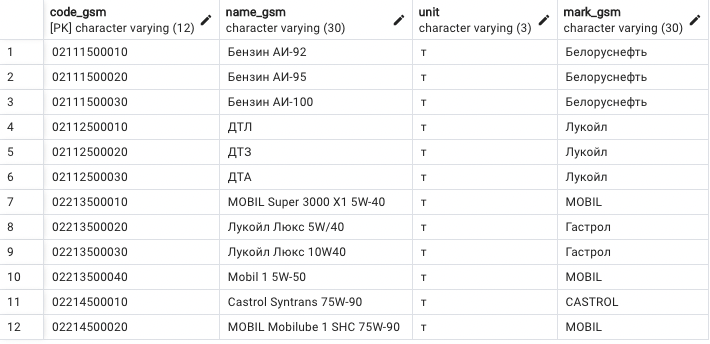 code_gsm name_gsm unit mark_gsm
[PK] character varying (12) character varying (30) character varying (3) character varying (30)
1 02111500010 Бензин АИ-92 т Белоруснефть
2 02111500020 Бензин АИ-95 т Белоруснефть
3 02111500030 Бензин АИ-100 т Белоруснефть
4 02112500010 ДТЛ т Лукойл
5 02112500020 ДТЗ т Лукойл
6 02112500030 ДТА т Лукойл
7 02213500010 MOBIL Super 3000 X1 5W-40 т MOBIL
8 02213500020 Лукойл Люкс 5W/40 т Гастрол
9 02213500030 Лукойл Люкс 10W40 т Гастрол
10 02213500040 Mobil 1 5W-50 т MOBIL
11 02214500010 Castrol Syntrans 75W-90 т CASTROL
12 02214500020 MOBIL Mobilube 1 SHC 75W-90 т MOBIL